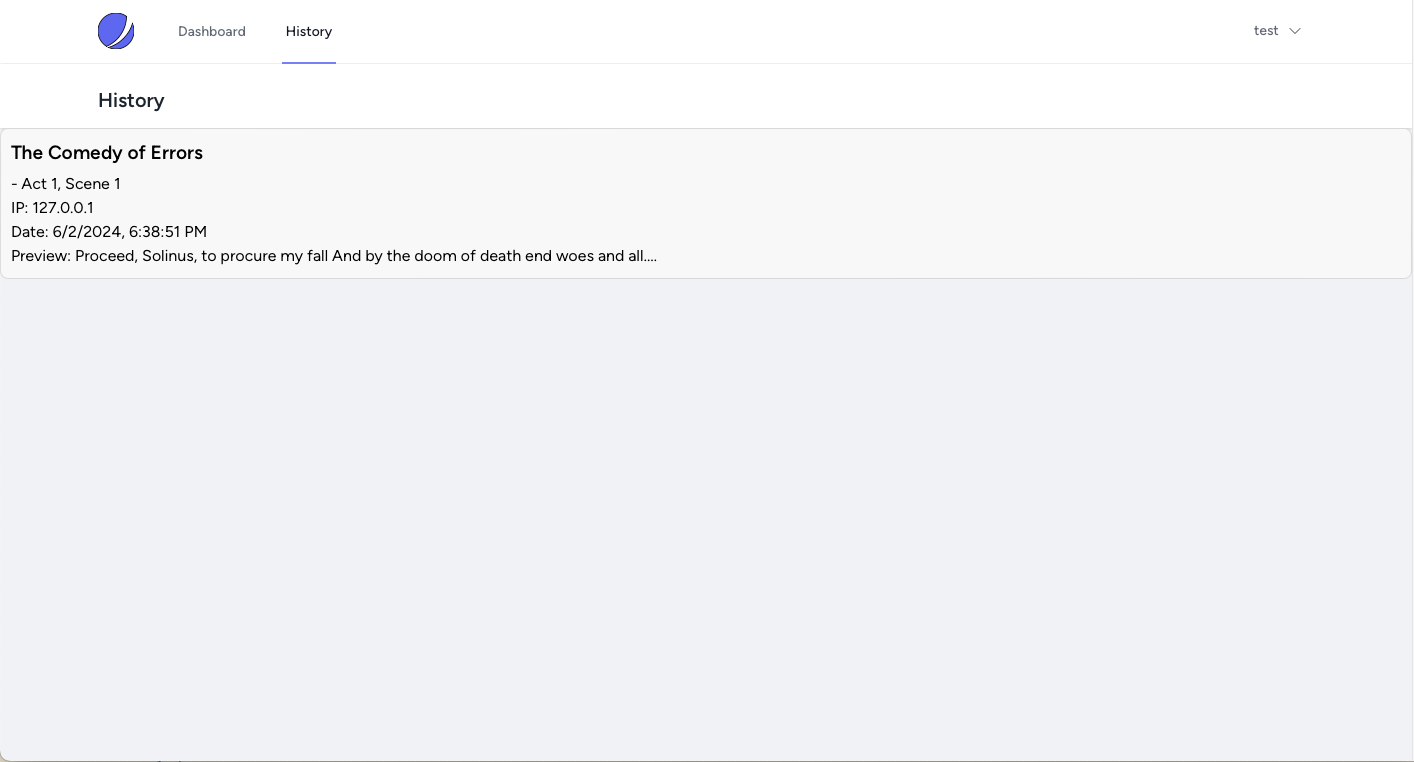 Dashboard
History
test
History
The Comedy of Errors
- Act 1, Scene 1
IP: 127.0.0.1
Date: 6/2/2024, 6:38:51 PM
Preview: Proceed, Solinus, to procure my fall And by the doom of death end woes and all....